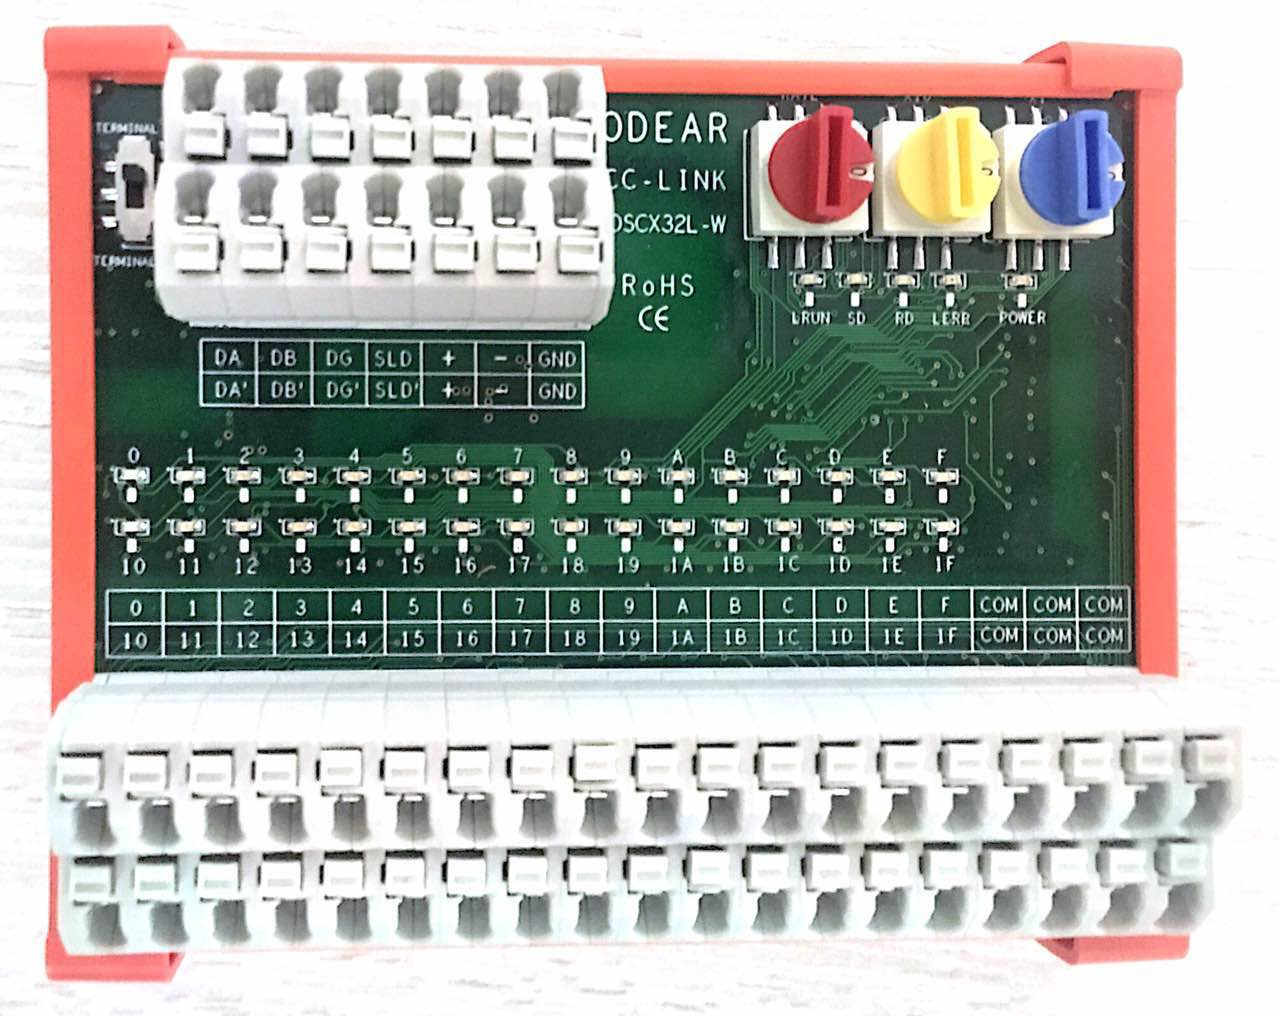 TERMINAL
TERMINAL
ODEAR
CC-LINK
OSCX32L-W
RoHS
CE
LRUN SD RD LERR POWER
DA DB DG SLD + - GND
DA' DB' DG' SLD' + - GND
0 1 2 3 4 5 6 7 8 9 A B C D E F
10 11 12 13 14 15 16 17 18 19 1A 1B 1C 1D 1E 1F
0 1 2 3 4 5 6 7 8 9 A B C D E F COM COM COM
10 11 12 13 14 15 16 17 18 19 1A 1B 1C 1D 1E 1F COM COM COM